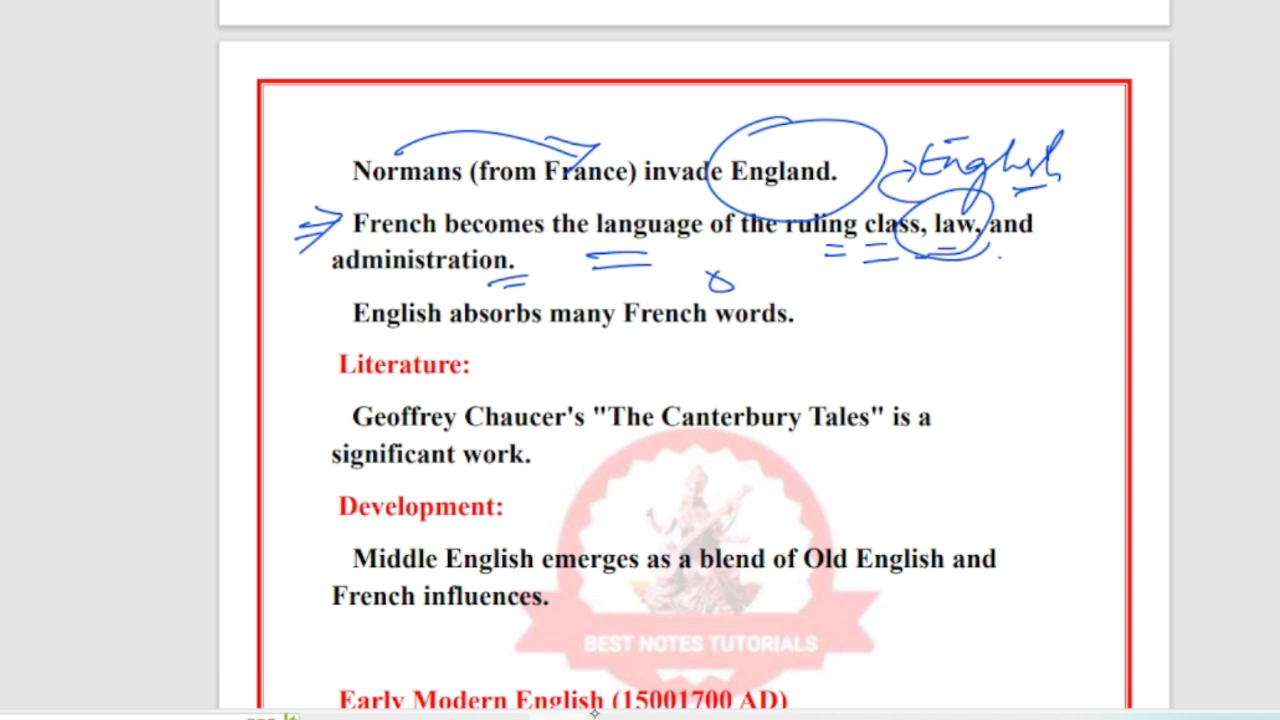 Normans (from France) invade England.
English
French becomes the language of the ruling class, law, and
administration.
English absorbs many French words.
Literature:
Geoffrey Chaucer's "The Canterbury Tales" is a
significant work.
Development:
Middle English emerges as a blend of Old English and
French influences.
BEST NOTES TUTORIALS
Early Modern English (15001700 AD)